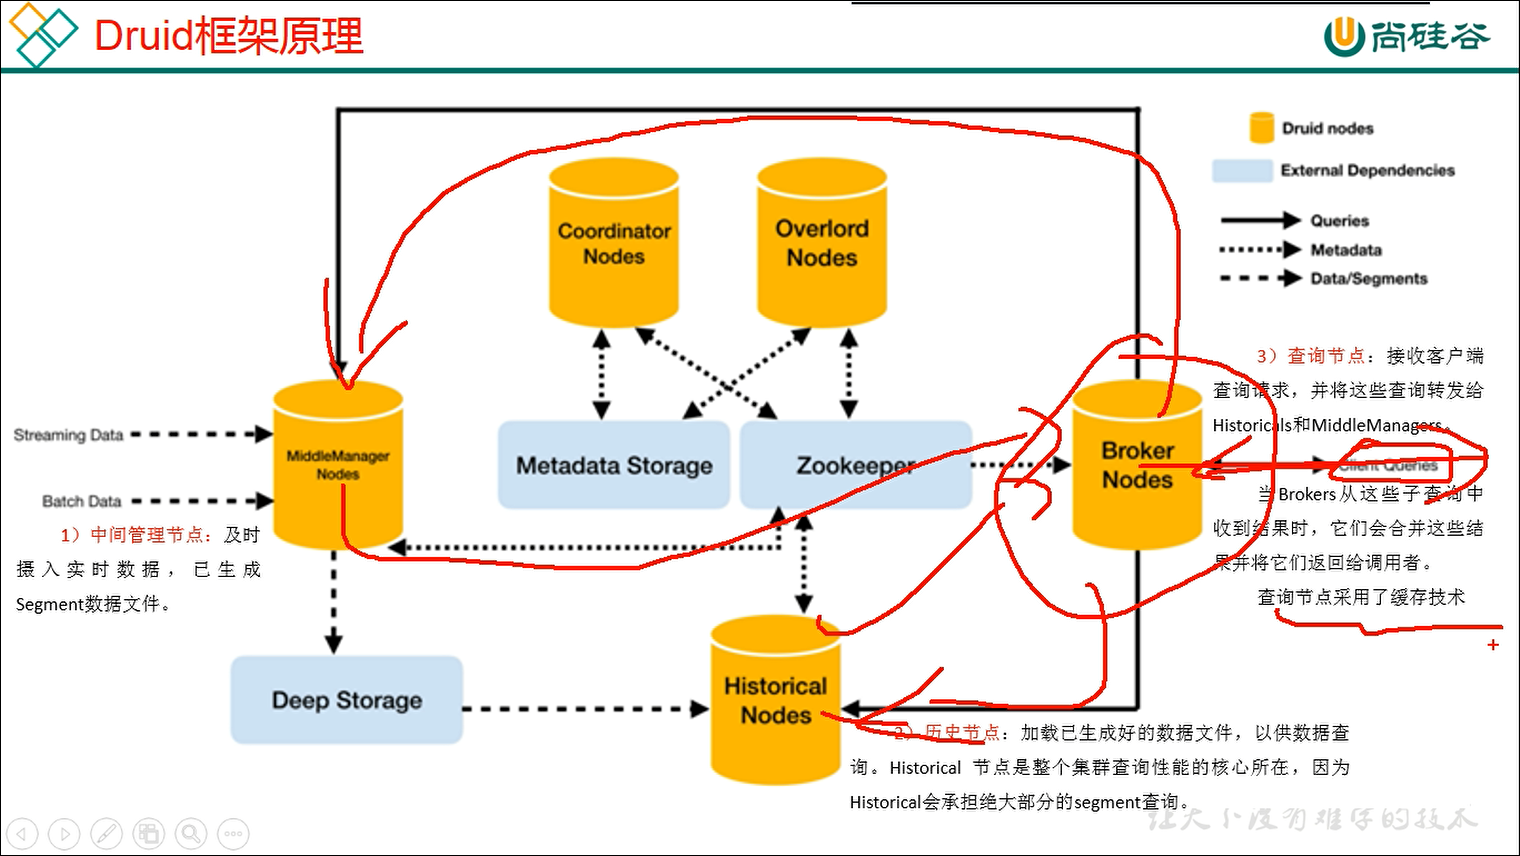 Druid框架原理
尚硅谷
Druid nodes
External Dependencies
Queries
Metadata
Data/Segments
Coordinator
Nodes
Overlord
Nodes
3）查询节点：接收客户端
查询请求，并将这些查询转发给
Historicals和MiddleManagers。
Streaming Data
MiddleManager
Nodes
Batch Data
Metadata Storage
Zookeeper
Broker
Nodes
Client Queries
当Brokers从这些子查询中
收到结果时，它们会合并这些结
果并将它们返回给调用者。
查询节点采用了缓存技术
1）中间管理节点：及时
摄入实时数据，已生成
Segment数据文件。
Deep Storage
Historical
Nodes
2）历史节点：加载已生成好的数据文件，以供数据查
询。Historical 节点是整个集群查询性能的核心所在，因为
Historical会承担绝大部分的segment查询。
让天下没有难学的技术